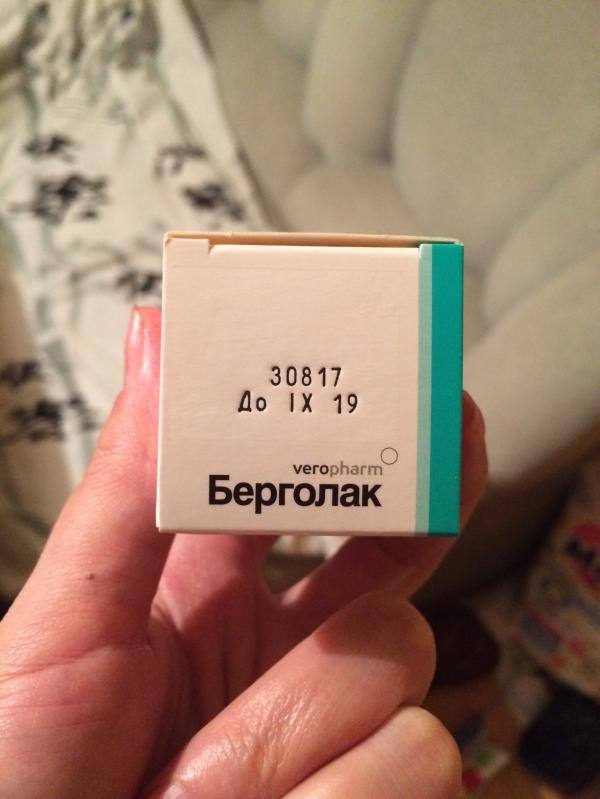 30817
До IX 19
veropharm
Берголак